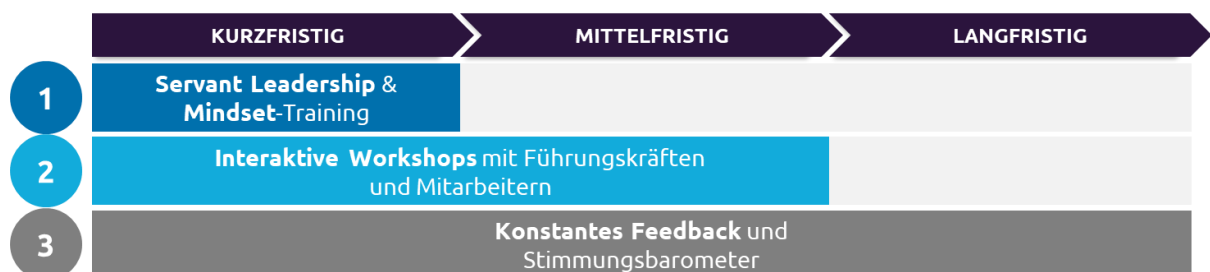 KURZFRISTIG
MITTELFRISTIG
LANGFRISTIG
1
Servant Leadership &
Mindset-Training
2
Interaktive Workshops mit Führungskräften
und Mitarbeitern
3
Konstantes Feedback und
Stimmungsbarometer